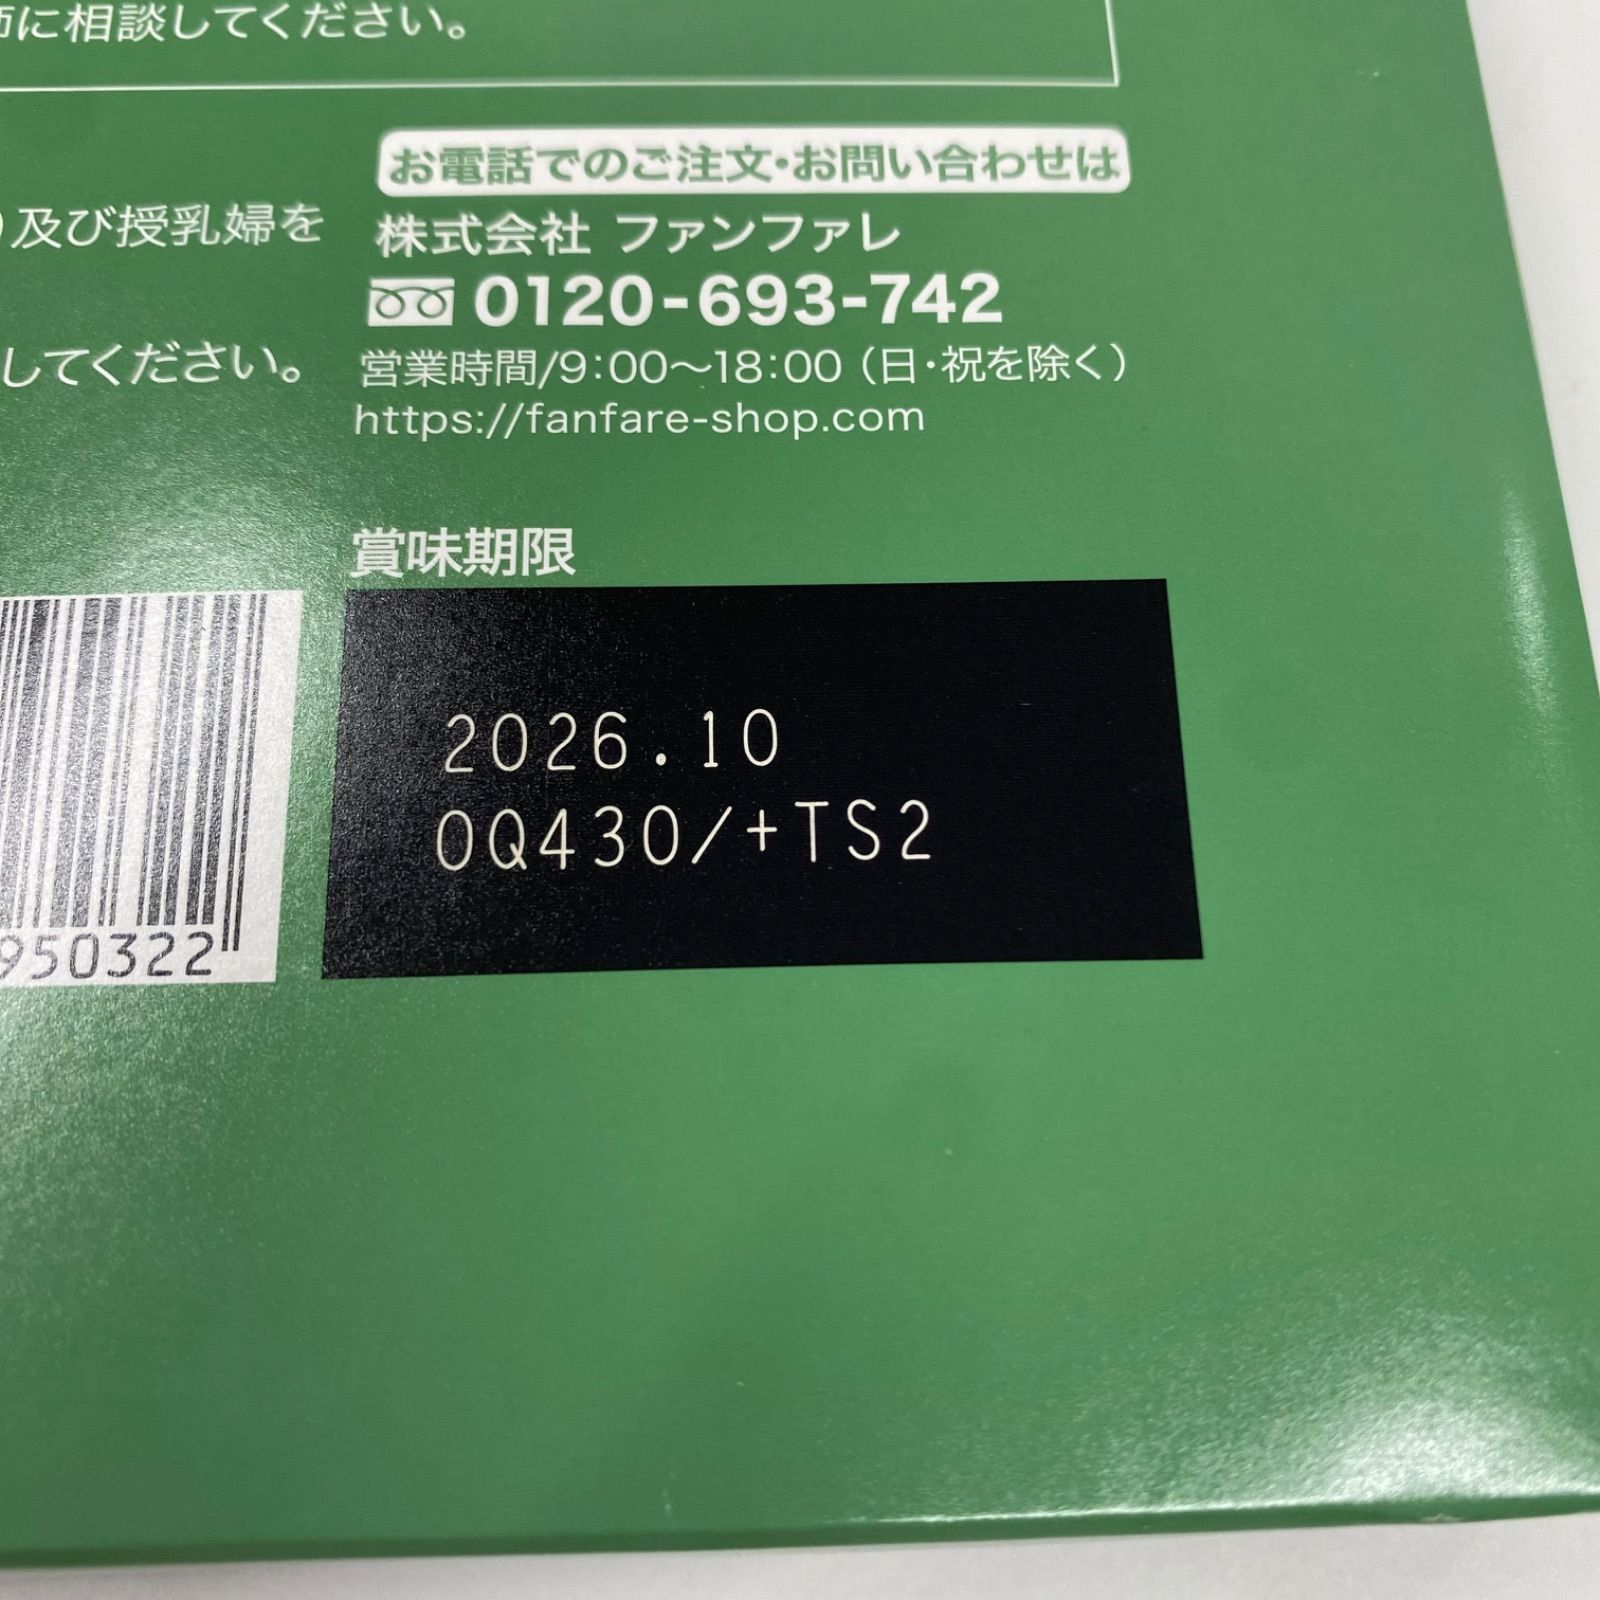 に相談してください。
お電話でのご注文・お問い合わせは
)及び授乳婦を
株式会社 ファンファレ
0120-693-742
してください。
営業時間/9:00〜18:00（日・祝を除く）
https://fanfare-shop.com
賞味期限
2026.10
0Q430/+TS2
950322